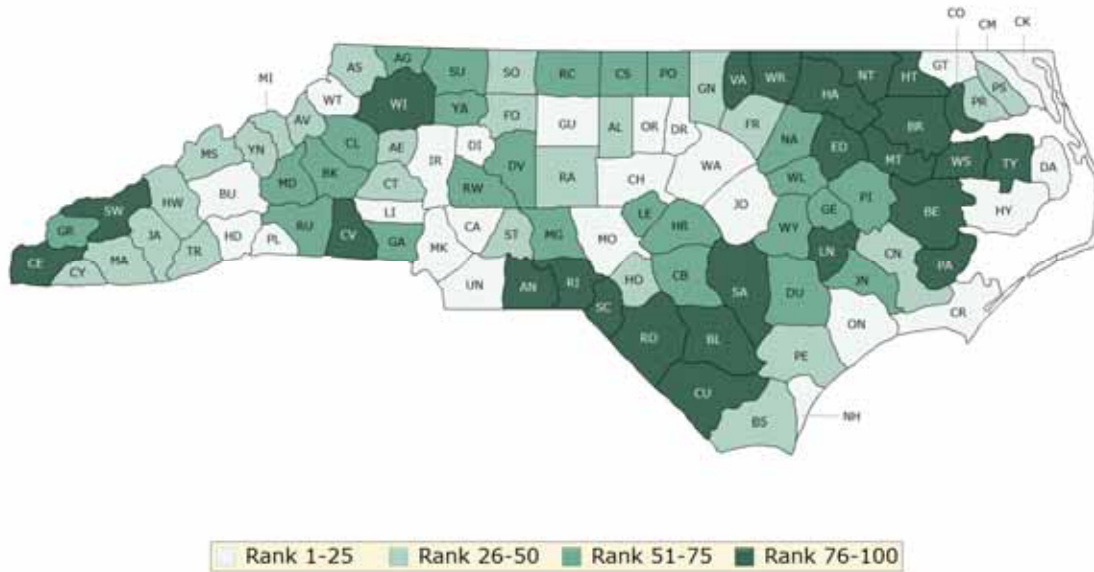 CO
CM
CK
MI
AS
AG
SU
SO
RC
CS
PO
GN
VA
WR
NT
HT
GT
PS
PR
WT
WI
YA
FO
GU
AL
OR
DR
FR
HA
BR
AV
CL
AE
IR
DI
DV
NA
ED
MT
WS
TY
DA
MS
YN
MD
BK
CT
RW
RA
CH
WA
WL
BU
LI
JO
GE
PI
BE
HY
SW
HW
RU
CV
CA
ST
MG
LE
HR
WY
GR
JA
HD
PL
GA
MK
MO
LN
CN
PA
CE
CY
MA
TR
UN
AN
RI
HO
CB
SA
DU
JN
SC
CR
RO
BL
ON
PE
CU
BS
NH
Rank 1-25
Rank 26-50
Rank 51-75
Rank 76-100